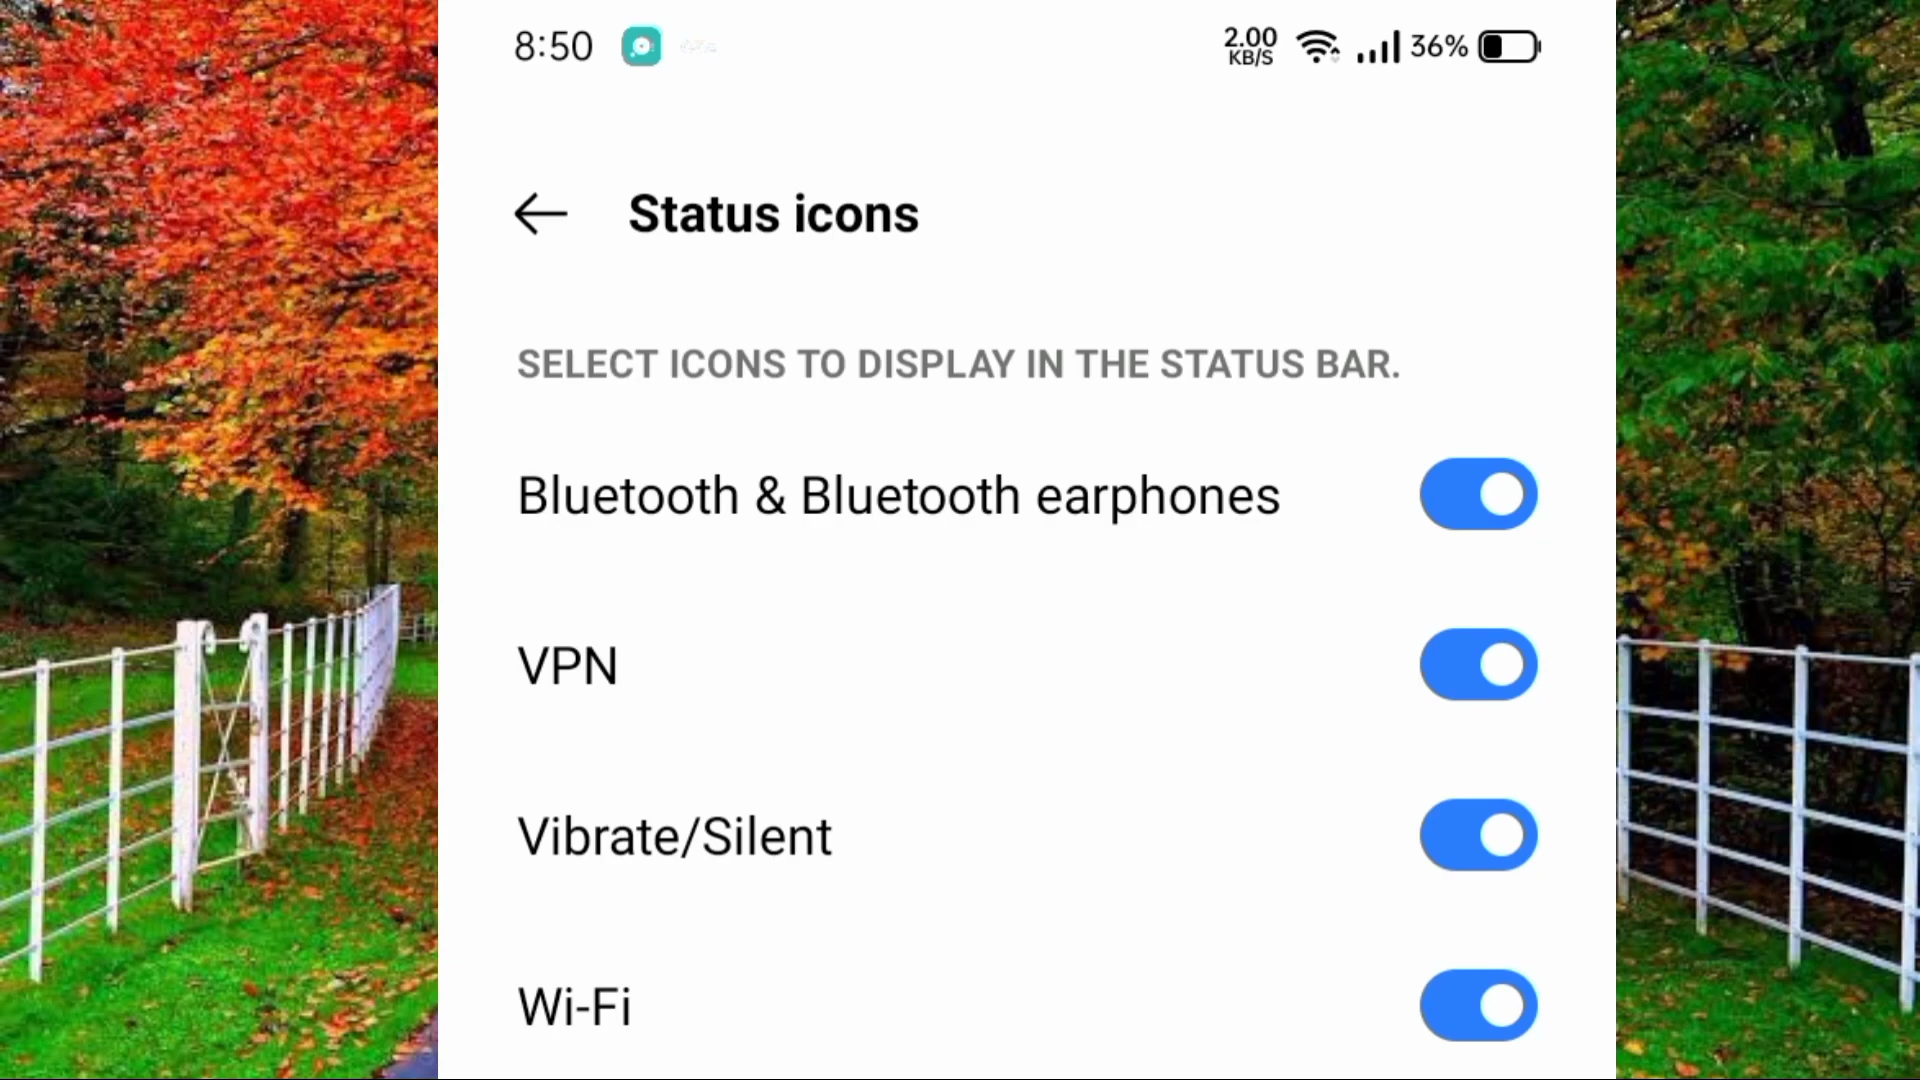 8:50 2.00 KB/S 36%
Status icons
SELECT ICONS TO DISPLAY IN THE STATUS BAR.
Bluetooth & Bluetooth earphones
VPN
Vibrate/Silent
Wi-Fi